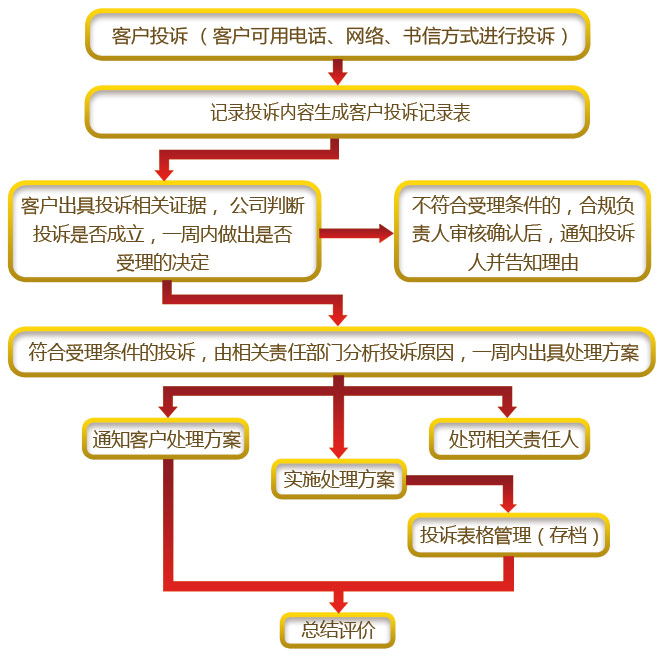 客户投诉（客户可用电话、网络、书信方式进行投诉）
记录投诉内容生成客户投诉记录表
客户出具投诉相关证据，公司判断
投诉是否成立，一周内做出是否
受理的决定
不符合受理条件的，合规负
责人审核确认后，通知投诉
人并告知理由
符合受理条件的投诉，由相关责任部门分析投诉原因，一周内出具处理方案
通知客户处理方案
处罚相关责任人
实施处理方案
投诉表格管理（存档）
总结评价